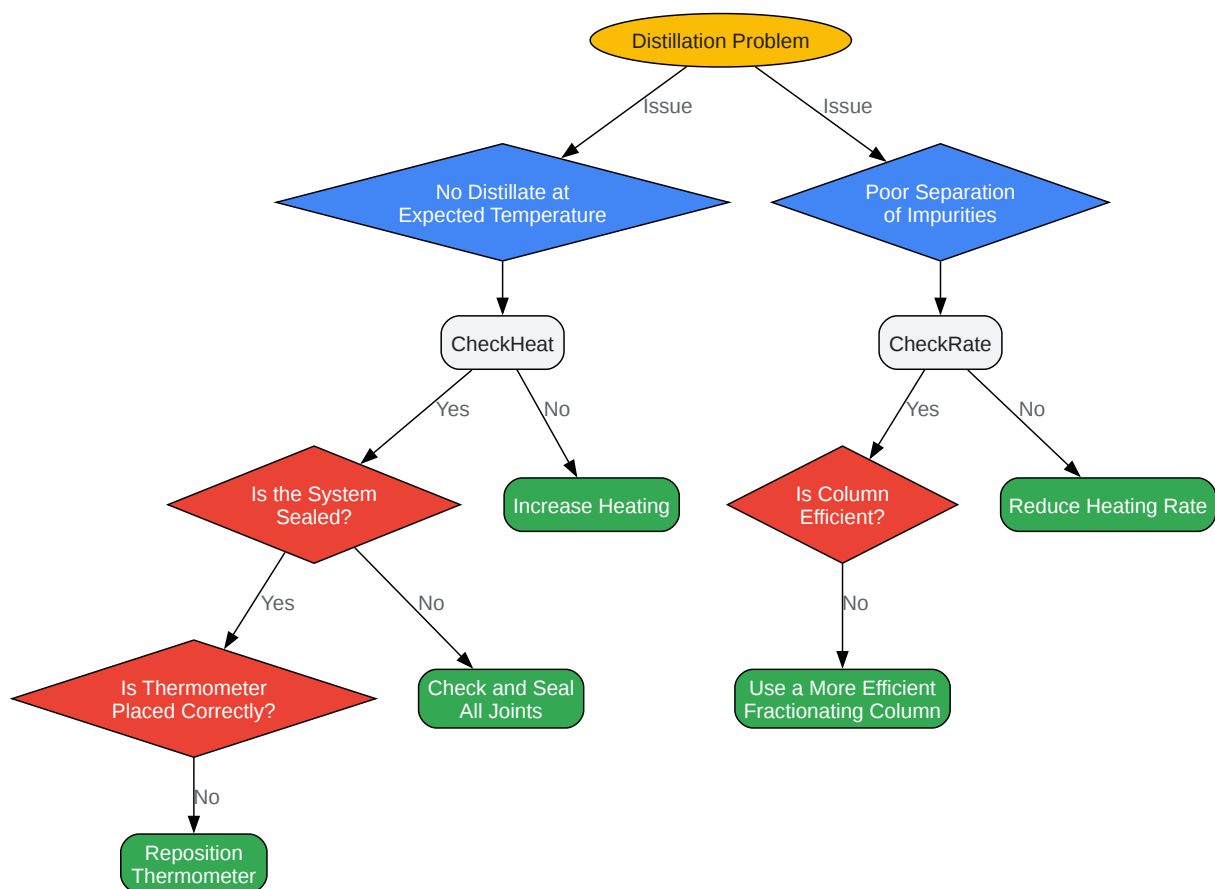 Distillation Problem
Issue
Issue
No Distillate at
Expected Temperature
Poor Separation
of Impurities
CheckHeat
CheckRate
Yes
No
Yes
No
Is the System
Sealed?
Increase Heating
Is Column
Efficient?
Reduce Heating Rate
Yes
No
No
Is Thermometer
Placed Correctly?
Check and Seal
All Joints
Use a More Efficient
Fractionating Column
No
Reposition
Thermometer